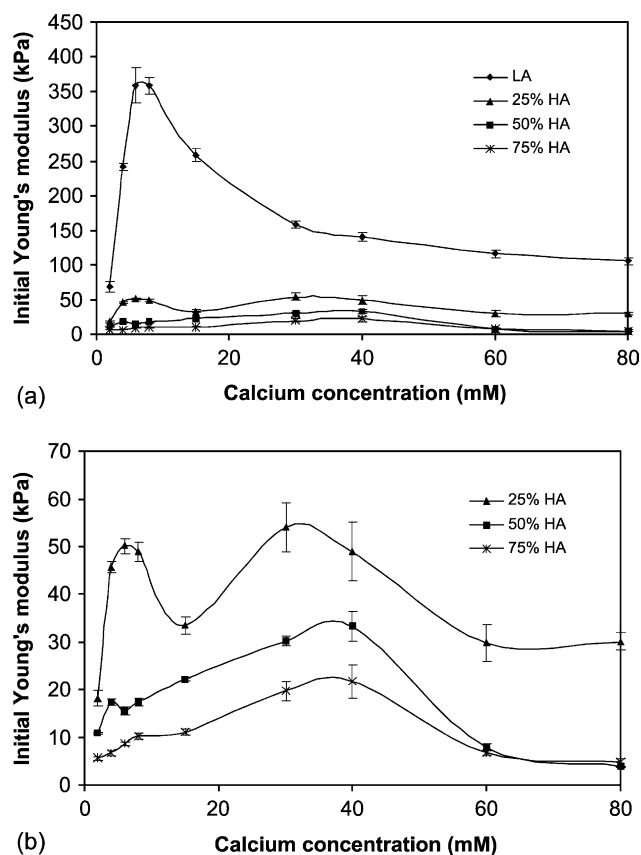 Initial Young's modulus (kPa)
450
400
350
300
250
200
150
100
50
0
LA
25% HA
50% HA
75% HA
0 20 40 60 80
Calcium concentration (mM)
(a)
Initial Young's modulus (kPa)
70
60
50
40
30
20
10
0
25% HA
50% HA
75% HA
0 20 40 60 80
Calcium concentration (mM)
(b)